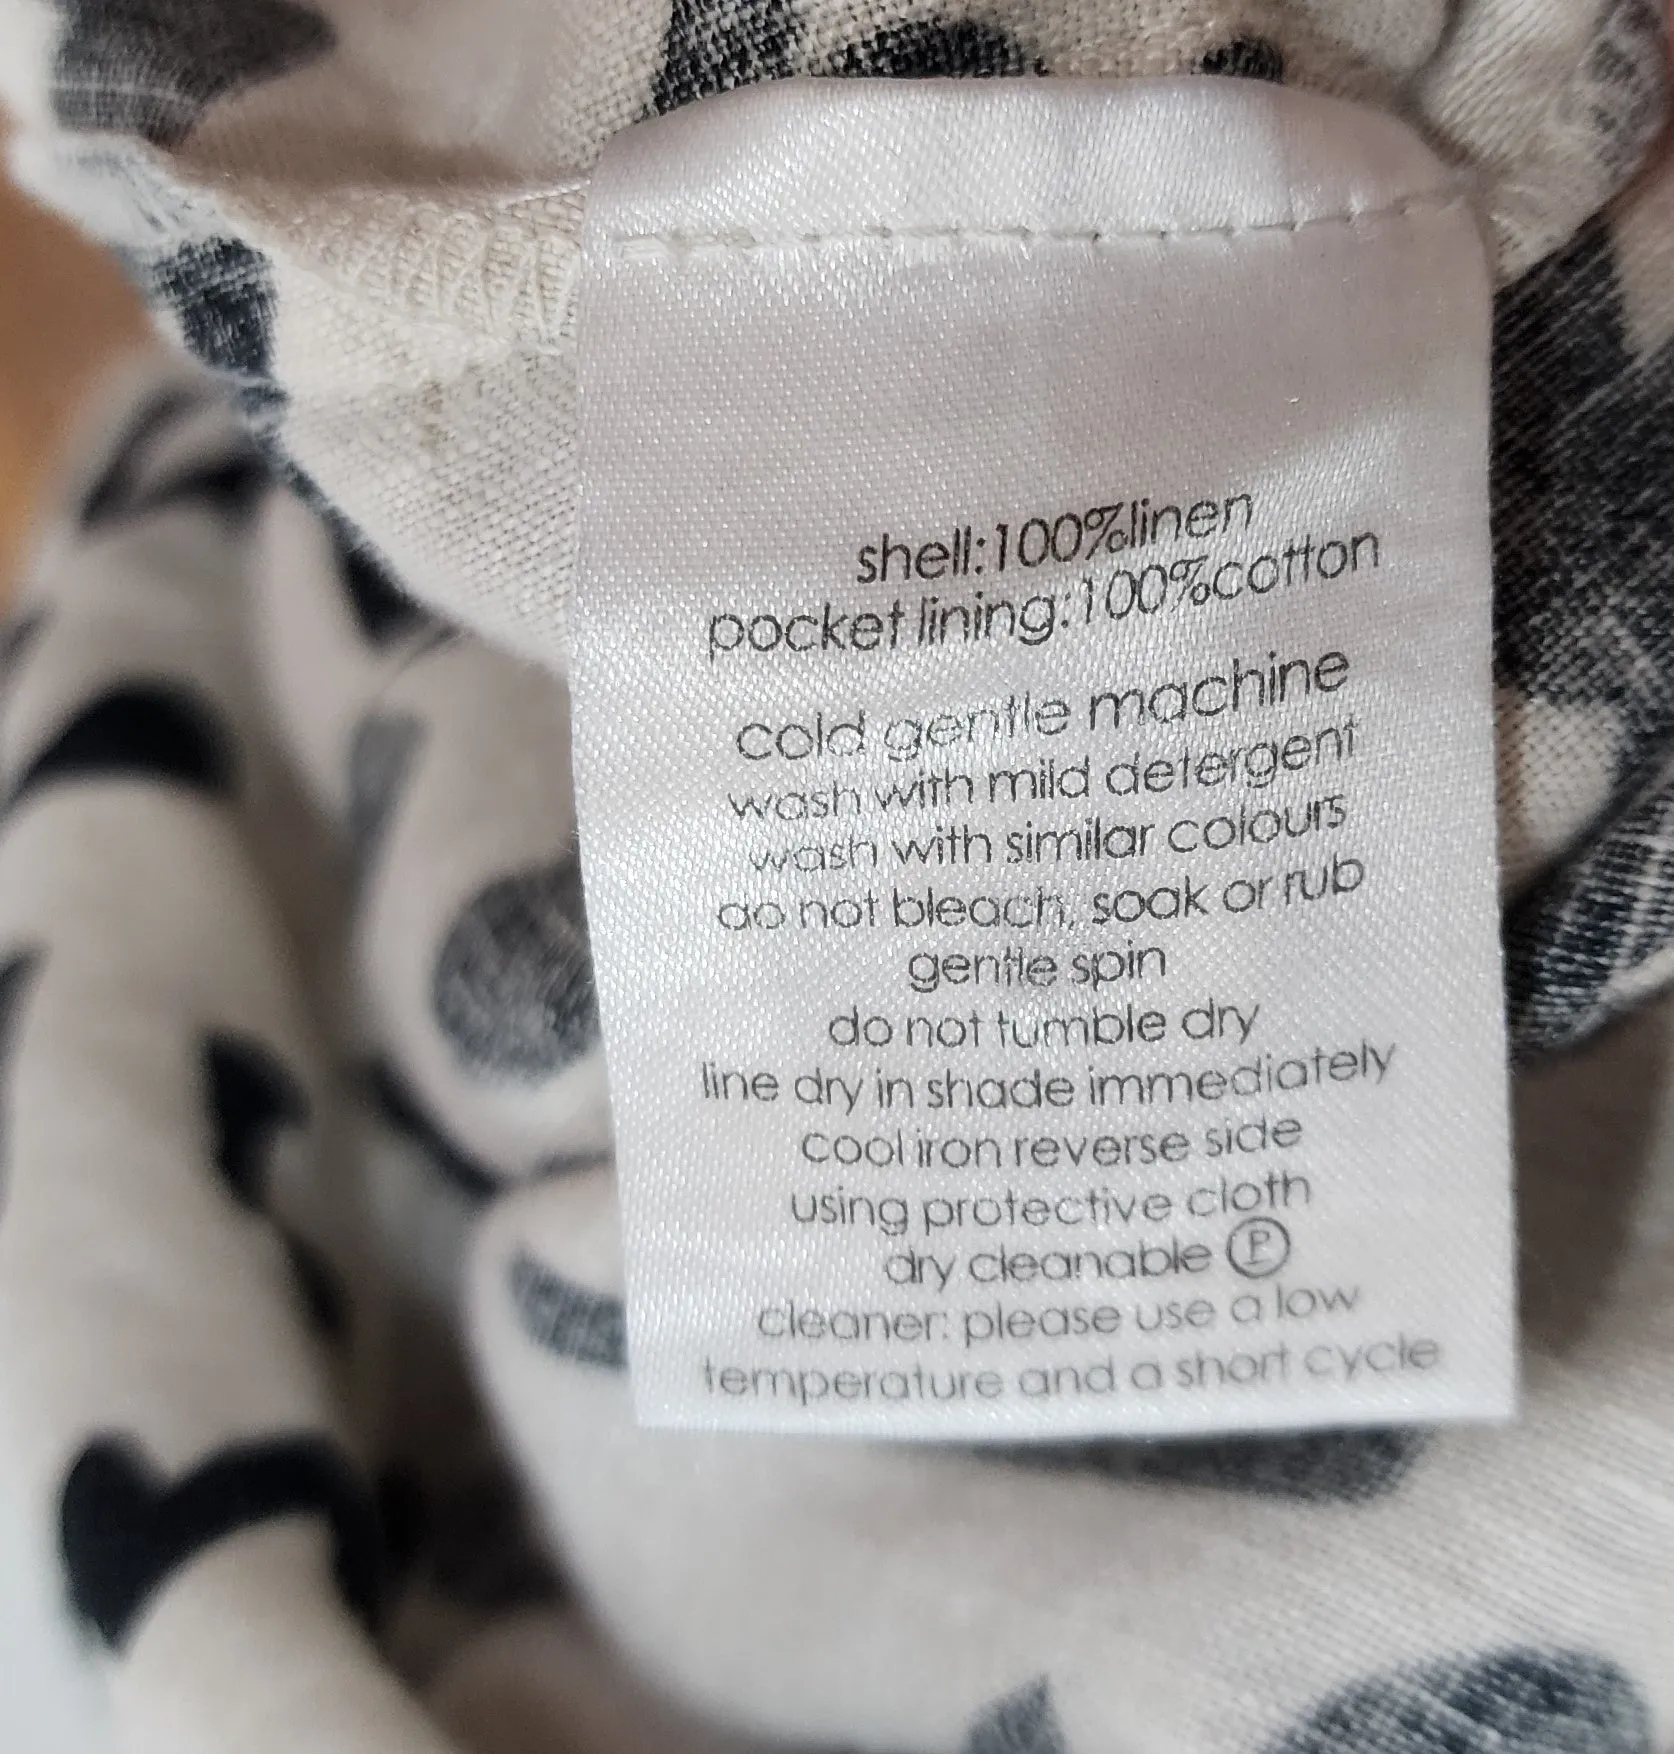 shell:100%linen
pocket lining:100%cotton
cold gentle machine
wash with mild detergent
wash with similar colours
do not bleach, soak or rub
gentle spin
do not tumble dry
line dry in shade immediately
cool iron reverse side
using protective cloth
dry cleanable Ⓟ
cleaner: please use a low
temperature and a short cycle